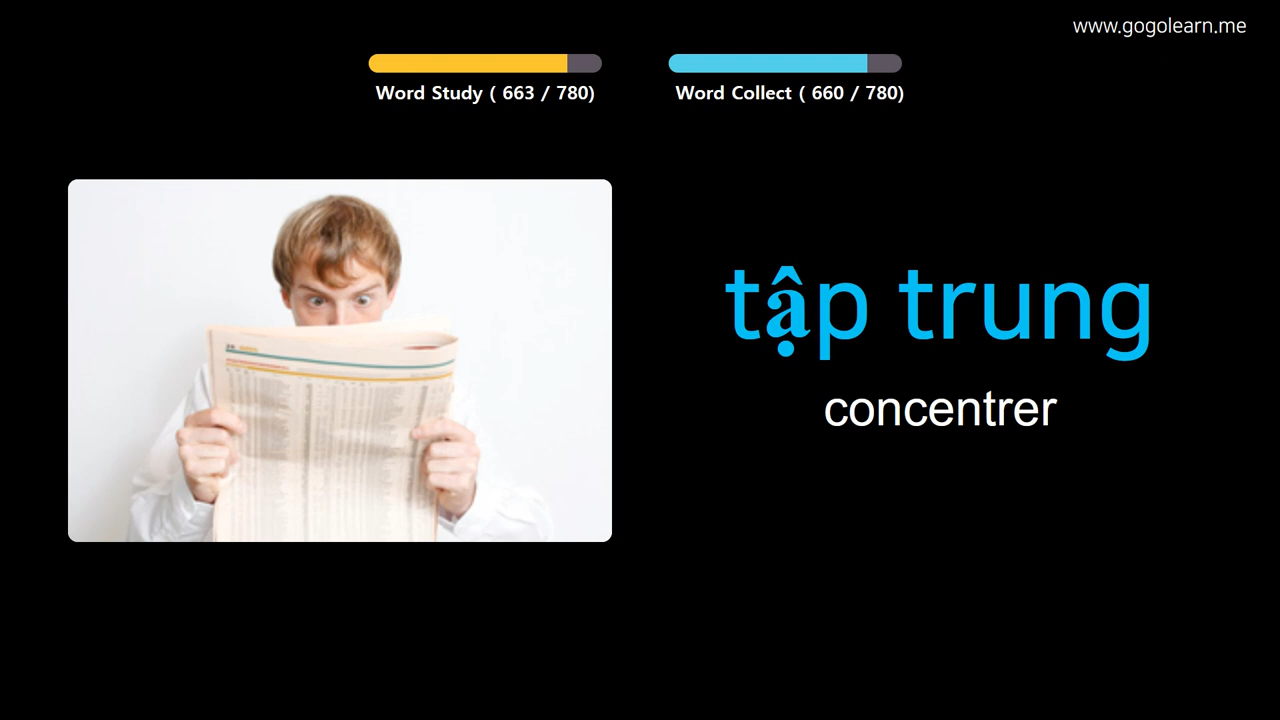 www.gogolearn.me
Word Study ( 663 / 780)
Word Collect ( 660 / 780)
tập trung
concentrer